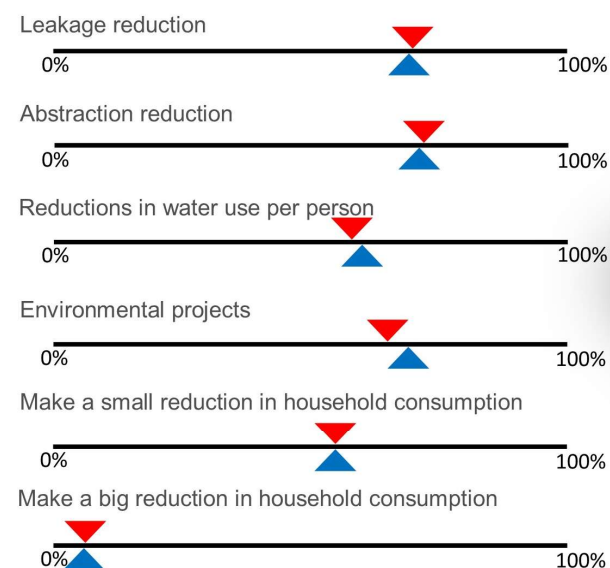 Leakage reduction
0% 100%
Abstraction reduction
0% 100%
Reductions in water use per person
0% 100%
Environmental projects
0% 100%
Make a small reduction in household consumption
0% 100%
Make a big reduction in household consumption
0% 100%